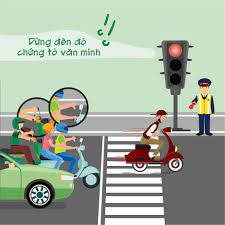 Dừng đèn đỏ
chứng tỏ văn minh